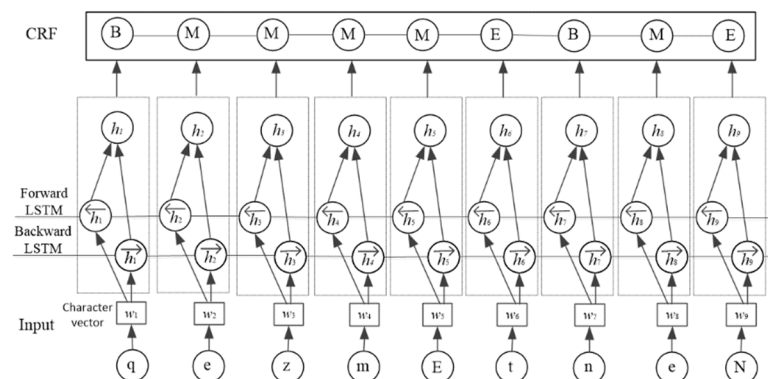 CRF B M M M M E B M E
h1 h2 h3 h4 h5 h6 h7 h8 h9
Forward
LSTM
h1 h2 h3 h4 h5 h6 h7 h8 h9
Backward
LSTM
h1 h2 h3 h4 h5 h6 h7 h8 h9
Character
vector
w1 w2 w3 w4 w5 w6 w7 w8 w9
Input
q e z m E t n e N